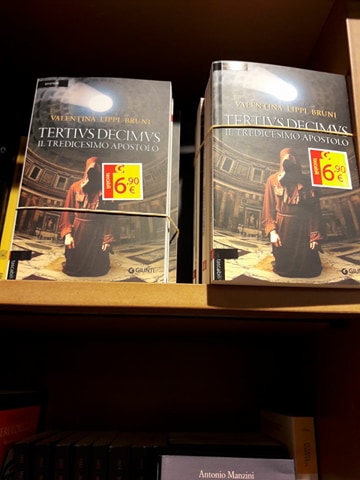 VALENTINA LIPPI BRUNI
TERTIVS DECIMVS
IL TREDICESIMO APOSTOLO
6,90
€
GIUNTI
VALENTINA LIPPI BRUNI
TERTIVS DECIMVS
IL TREDICESIMO APOSTOLO
6,90
€
GIUNTI
tascabili
Antonio Manzini